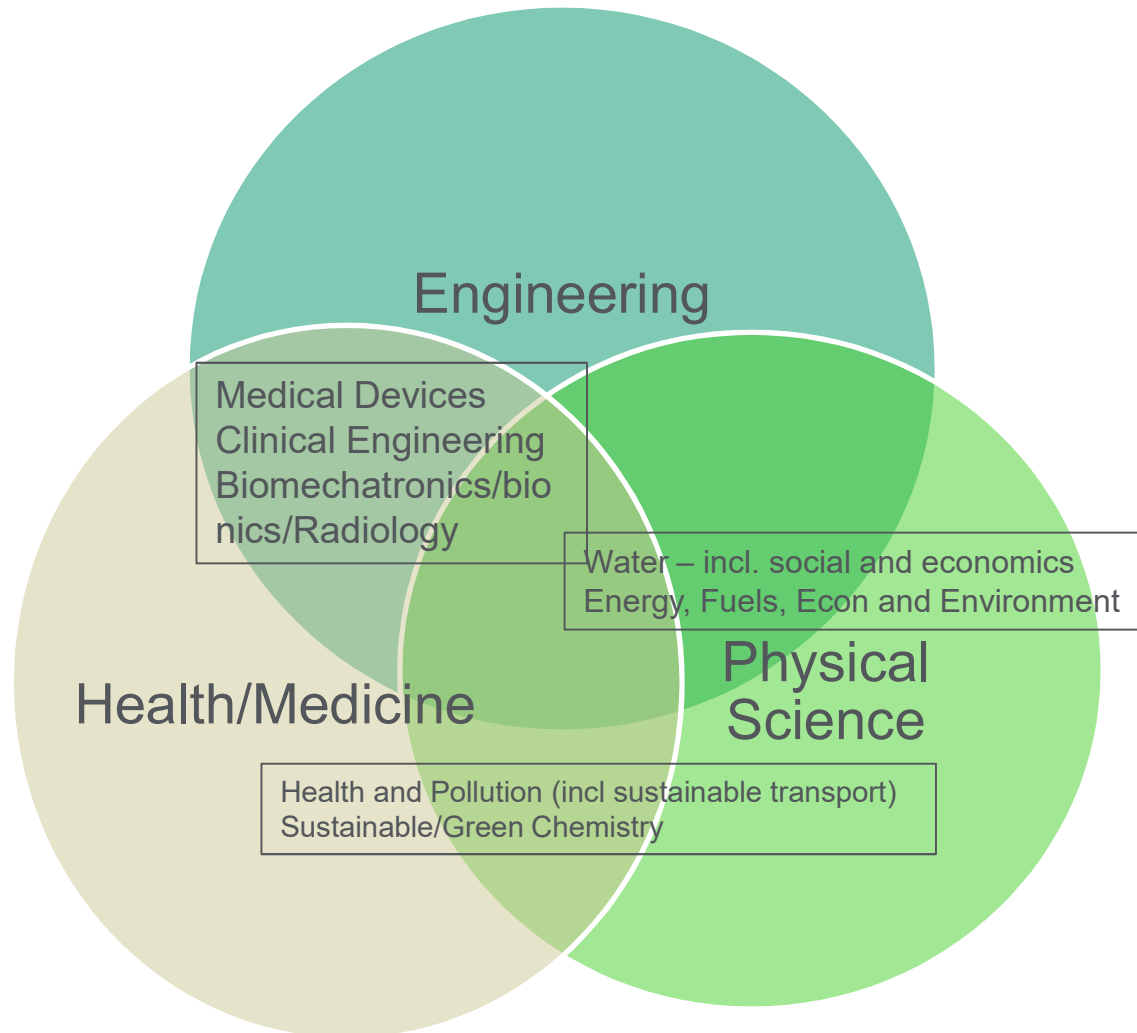 Engineering
Medical Devices
Clinical Engineering
Biomechatronics/bio
nics/Radiology
Water – incl. social and economics
Energy, Fuels, Econ and Environment
Physical
Science
Health/Medicine
Health and Pollution (incl sustainable transport)
Sustainable/Green Chemistry